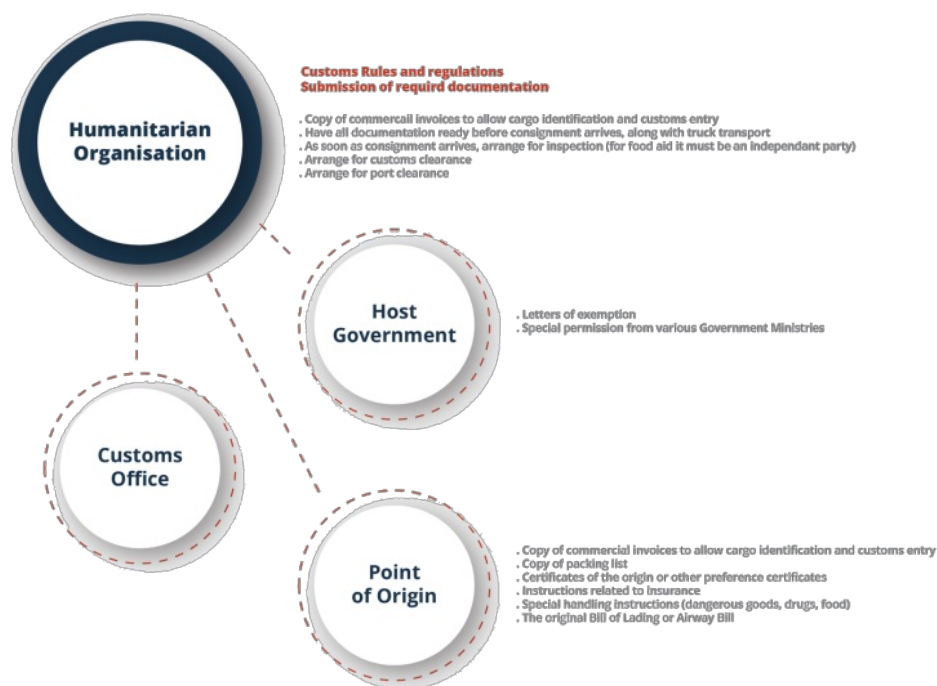 Humanitarian
Organisation
Customs Rules and regulations
Submission of requird documentation
. Copy of commercail invoices to allow cargo identification and customs entry
. Have all documentation ready before consignment arrives, along with truck transport
. As soon as consignment arrives, arrange for inspection (for food aid it must be an independant party)
. Arrange for customs clearance
. Arrange for port clearance
Host
Government
. Letters of exemption
. Special permission from various Government Ministries
Customs
Office
Point
of Origin
. Copy of commercial invoices to allow cargo identification and customs entry
. Copy of packing list
. Certificates of the origin or other preference certificates
. Instructions related to insurance
. Special handling instructions (dangerous goods, drugs, food)
. The original Bill of Lading or Airway Bill